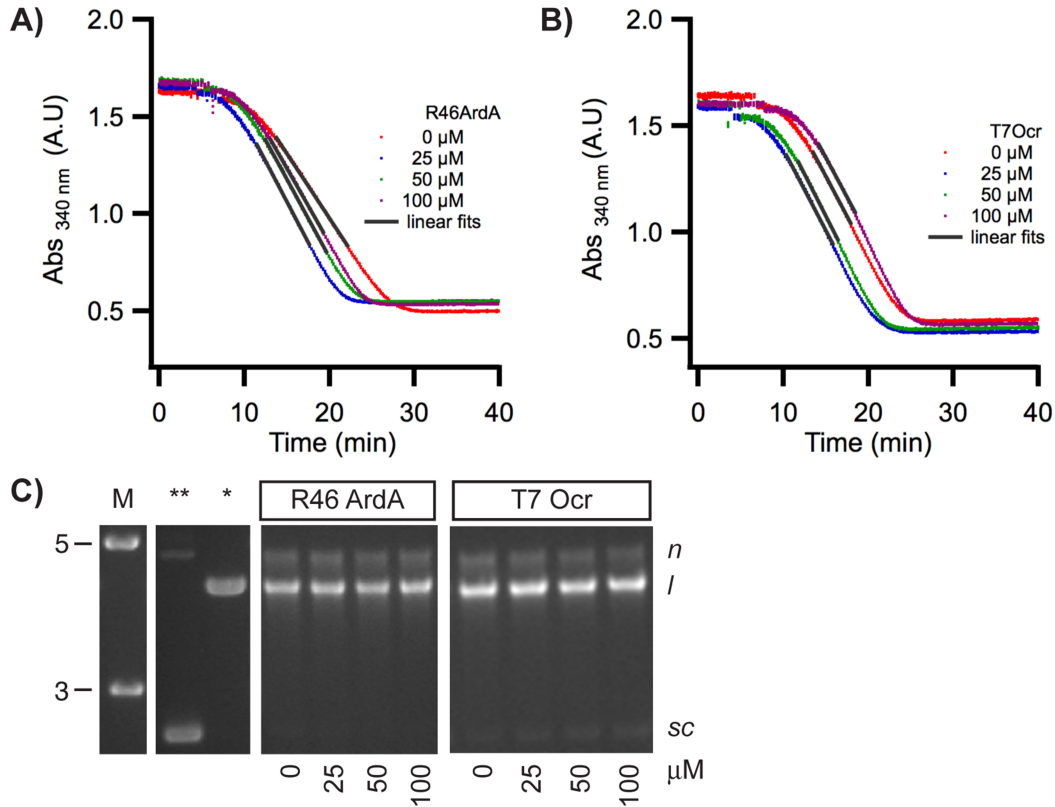 A)
2.0
1.5
1.0
0.5
Abs 340 nm (A.U)
0 10 20 30 40
Time (min)
R46ArdA
0 µM
25 µM
50 µM
100 µM
linear fits
B)
2.0
1.5
1.0
0.5
Abs 340 nm (A.U)
0 10 20 30 40
Time (min)
T7Ocr
0 µM
25 µM
50 µM
100 µM
linear fits
C)
M ** * R46 ArdA T7 Ocr
5
3
n
l
sc
0 25 50 100 0 25 50 100 µM